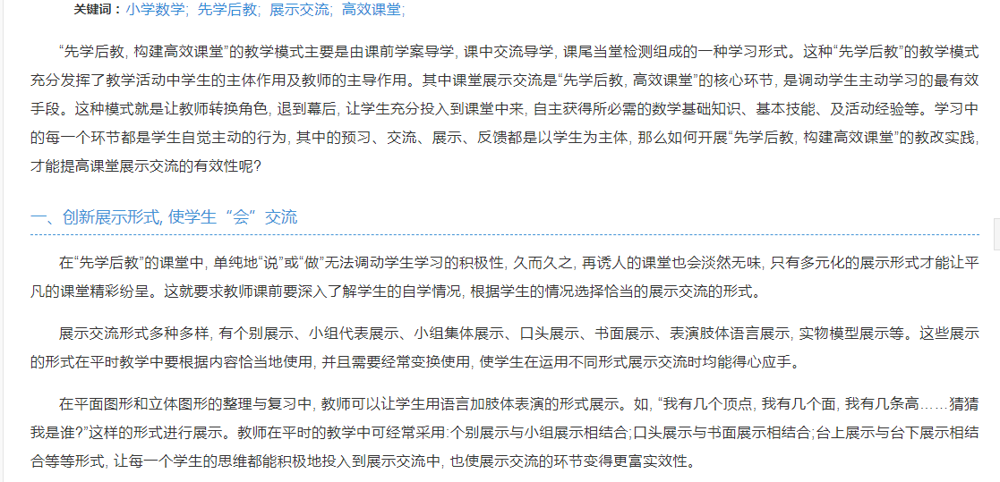 关键词：小学数学; 先学后教; 展示交流; 高效课堂;
“先学后教, 构建高效课堂”的教学模式主要是由课前学案导学, 课中交流导学, 课尾当堂检测组成的一种学习形式。这种“先学后教”的教学模式
充分发挥了教学活动中学生的主体作用及教师的主导作用。其中课堂展示交流是“先学后教, 高效课堂”的核心环节, 是调动学生主动学习的最有效
手段。这种模式就是让教师转换角色, 退到幕后, 让学生充分投入到课堂中来, 自主获得所必需的数学基础知识、基本技能、及活动经验等。学习中
的每一个环节都是学生自觉主动的行为, 其中的预习、交流、展示、反馈都是以学生为主体, 那么如何开展“先学后教, 构建高效课堂”的教改实践,
才能提高课堂展示交流的有效性呢?
一、创新展示形式, 使学生“会”交流
在“先学后教”的课堂中, 单纯地“说”或“做”无法调动学生学习的积极性, 久而久之, 再诱人的课堂也会淡然无味, 只有多元化的展示形式才能让平
凡的课堂精彩纷呈。这就要求教师课前要深入了解学生的自学情况, 根据学生的情况选择恰当的展示交流的形式。
展示交流形式多种多样, 有个别展示、小组代表展示、小组集体展示、口头展示、书面展示、表演肢体语言展示, 实物模型展示等。这些展示
的形式在平时教学中要根据内容恰当地使用, 并且需要经常变换使用, 使学生在运用不同形式展示交流时均能得心应手。
在平面图形和立体图形的整理与复习中, 教师可以让学生用语言加肢体表演的形式展示。如, “我有几个顶点, 我有几个面, 我有几条高……猜猜
我是谁?”这样的形式进行展示。教师在平时的教学中可经常采用:个别展示与小组展示相结合;口头展示与书面展示相结合;台上展示与台下展示相结
合等等形式, 让每一个学生的思维都能积极地投入到展示交流中, 也使展示交流的环节变得更富实效性。